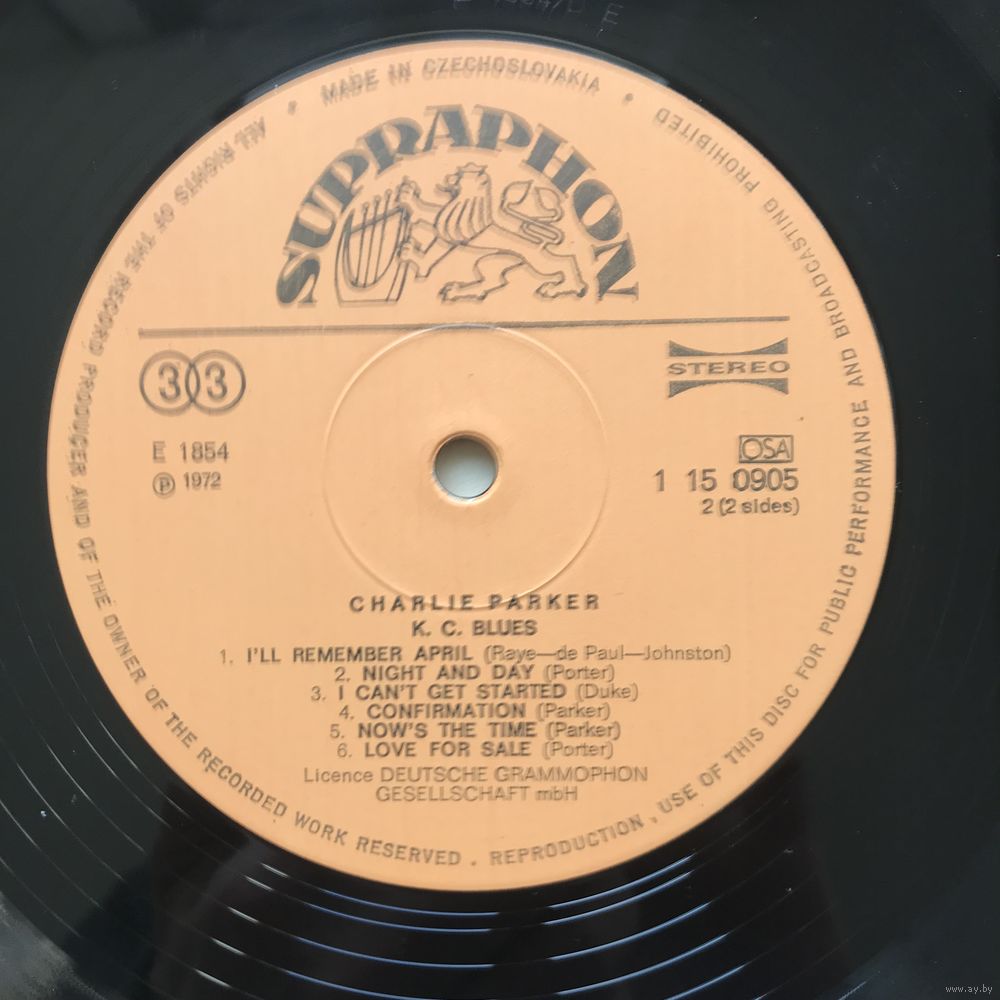 MADE IN CZECHOSLOVAKIA
ALL RIGHTS OF THE RECORD PRODUCER AND OF THE OWNER OF THE RECORDED WORK RESERVED . REPRODUCTION , USE OF THIS DISC FOR PUBLIC PERFORMANCE AND BROADCASTING PROHIBITED
SUPRAPHON
33
STEREO
E 1854
℗ 1972
OSA
1 15 0905
2 (2 sides)
CHARLIE PARKER
K. C. BLUES
1. I'LL REMEMBER APRIL (Raye—de Paul—Johnston)
2. NIGHT AND DAY (Porter)
3. I CAN'T GET STARTED (Duke)
4. CONFIRMATION (Parker)
5. NOW'S THE TIME (Parker)
6. LOVE FOR SALE (Porter)
Licence DEUTSCHE GRAMMOPHON
GESELLSCHAFT mbH
www.ay.by